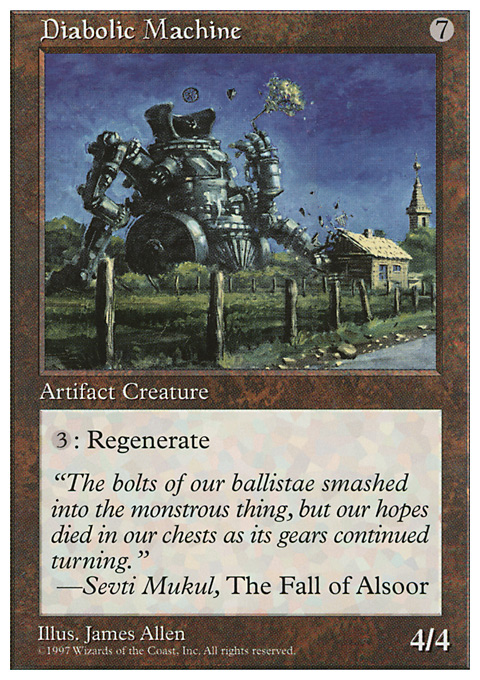 Diabolic Machine
7
Artifact Creature
3: Regenerate
“The bolts of our ballistae smashed
into the monstrous thing, but our hopes
died in our chests as its gears continued
turning.”
—Sevti Mukul, The Fall of Alsoor
Illus. James Allen
4/4
©1997 Wizards of the Coast, Inc. All rights reserved.